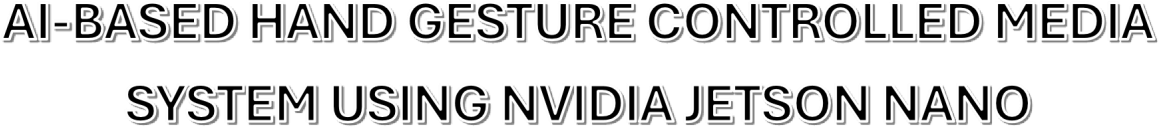 AI-BASED HAND GESTURE CONTROLLED MEDIA
SYSTEM USING NVIDIA JETSON NANO